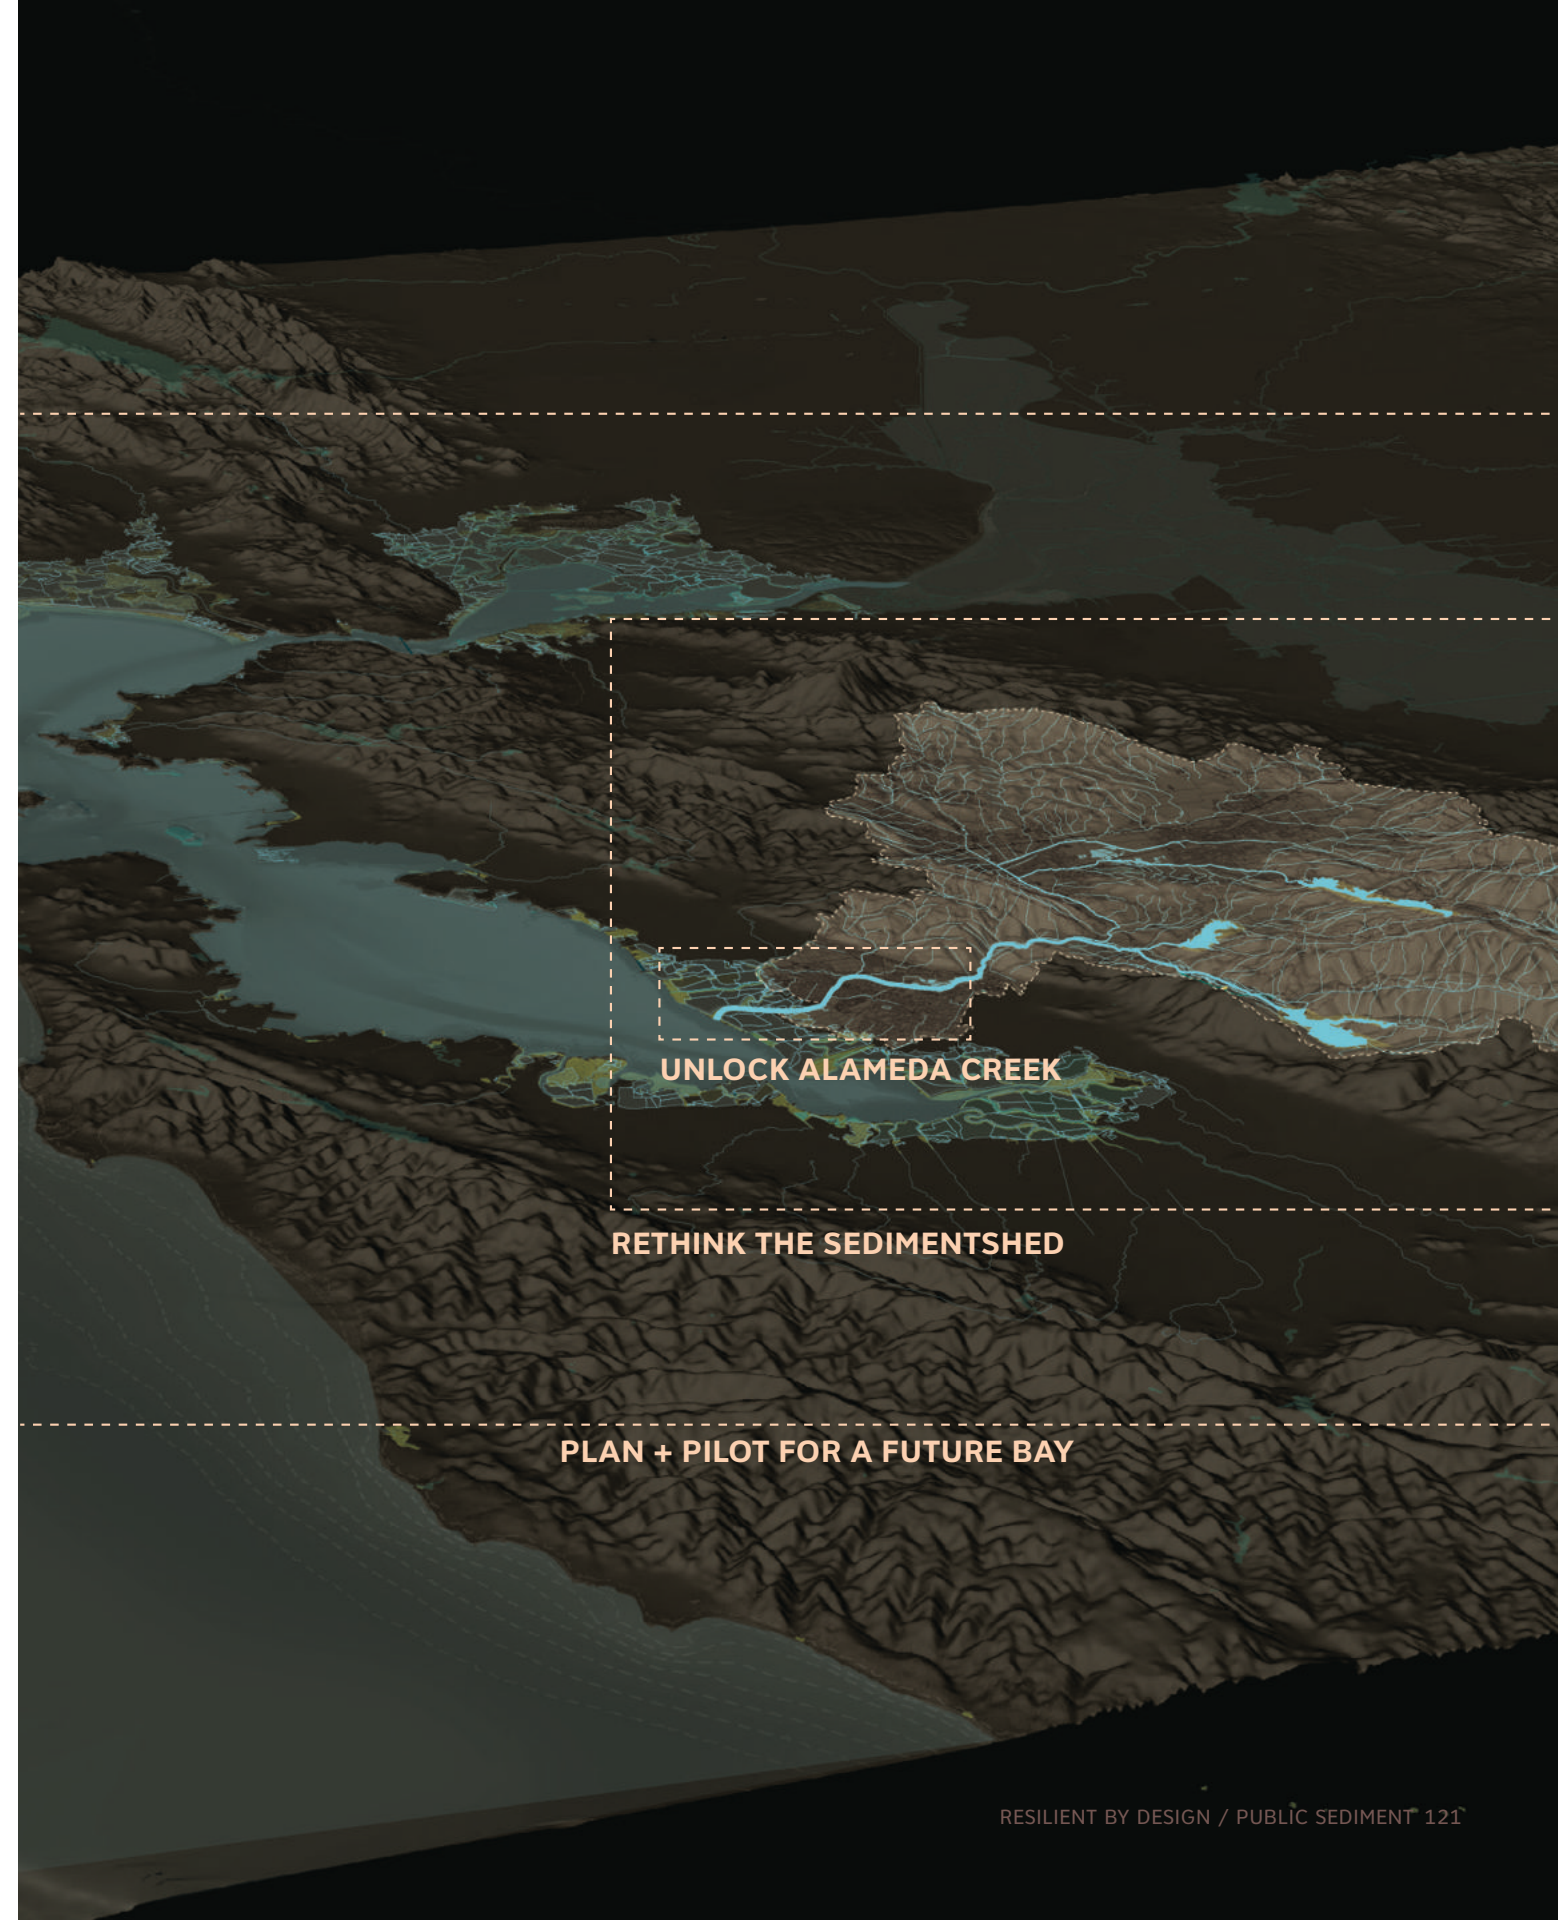 UNLOCK ALAMEDA CREEK
RETHINK THE SEDIMENTSHED
PLAN + PILOT FOR A FUTURE BAY
RESILIENT BY DESIGN / PUBLIC SEDIMENT 121